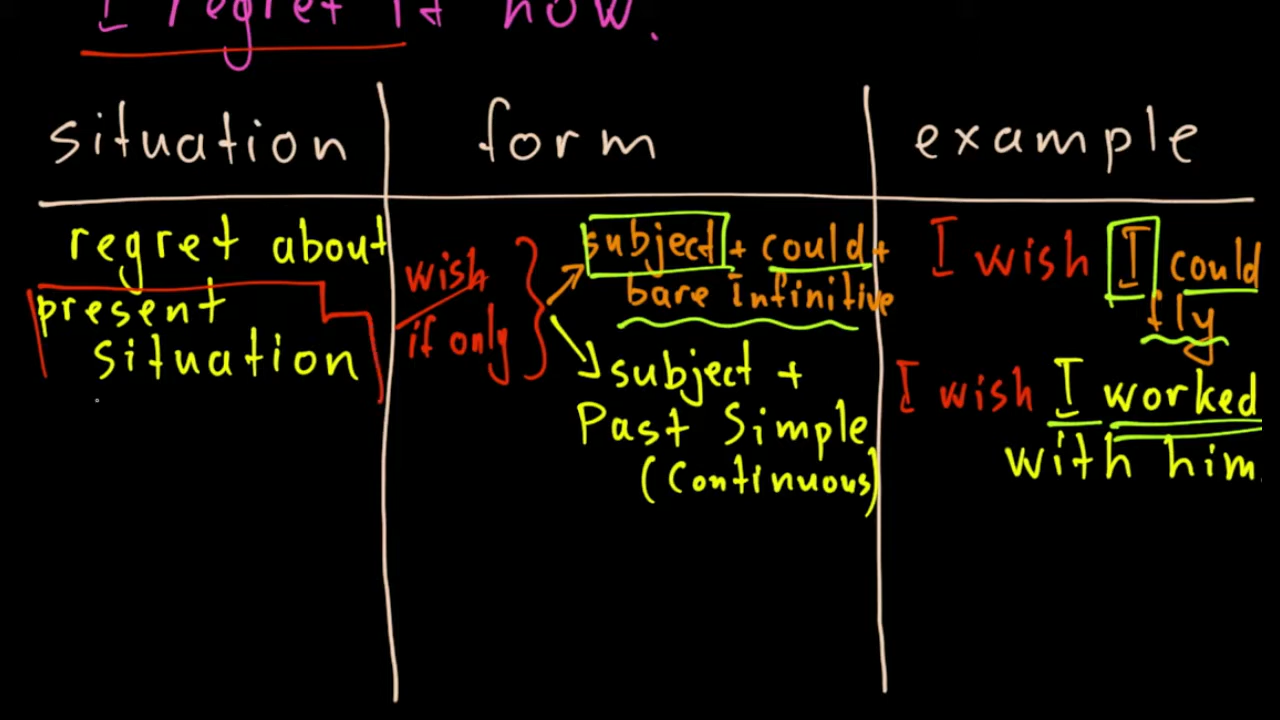 I regret it now.
situation form example
regret about
present
situation
wish
if only
subject + could +
bare infinitive
subject +
Past Simple
(Continuous)
I wish I could
fly
I wish I worked
with him.